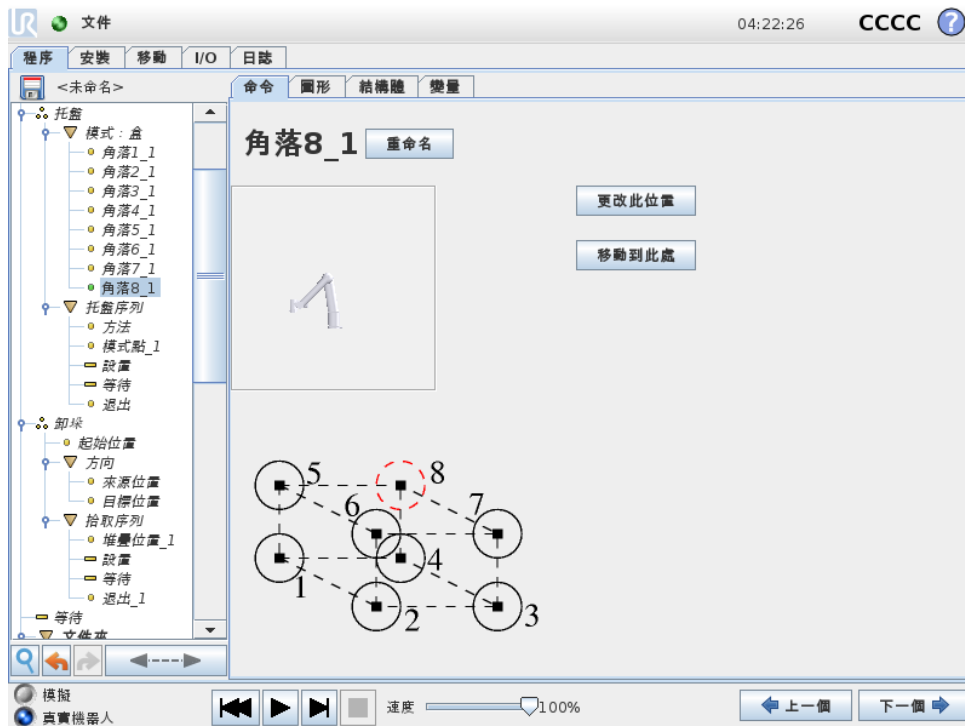 UR 文件 04:22:26 CCCC ?
程序 安裝 移動 I/O 日誌
<未命名> 命令 圖形 結構體 變量
托盤
模式：盒
角落1_1
角落2_1
角落3_1
角落4_1
角落5_1
角落6_1
角落7_1
角落8_1
托盤序列
方法
模式點_1
設置
等待
退出
卸垛
起始位置
方向
來源位置
目標位置
拾取序列
堆疊位置_1
設置
等待
退出_1
等待
文件夾
角落8_1 重命名
更改此位置
移動到此處
5 8
6 7
1 4
2 3
模擬
真實機器人
速度 100% 上一個 下一個